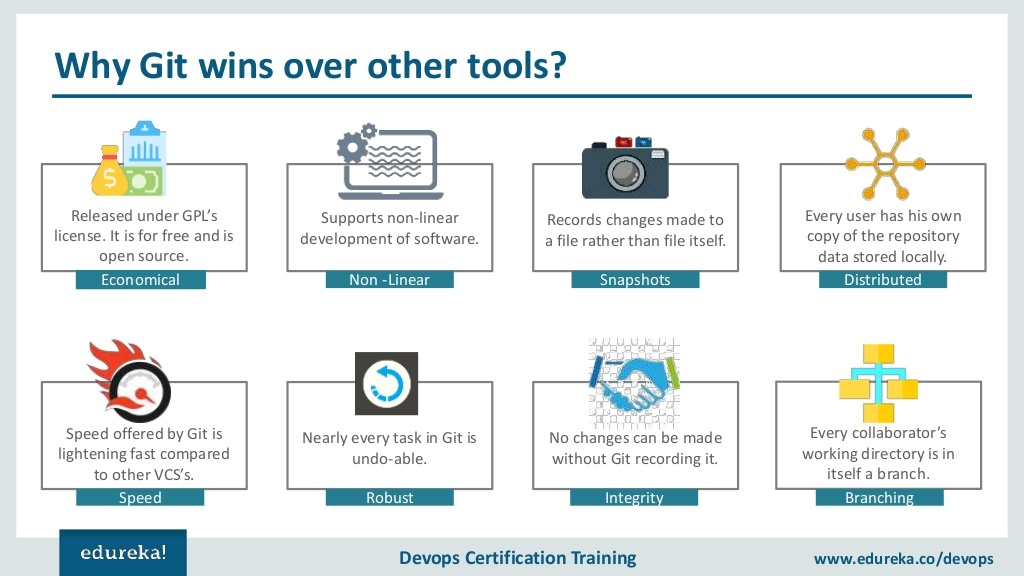 Why Git wins over other tools?
Released under GPL's
license. It is for free and is
open source.
Economical
Supports non-linear
development of software.
Non -Linear
Records changes made to
a file rather than file itself.
Snapshots
Every user has his own
copy of the repository
data stored locally.
Distributed
Speed offered by Git is
lightening fast compared
to other VCS's.
Speed
Nearly every task in Git is
undo-able.
Robust
No changes can be made
without Git recording it.
Integrity
Every collaborator's
working directory is in
itself a branch.
Branching
edureka!
Devops Certification Training
www.edureka.co/devops